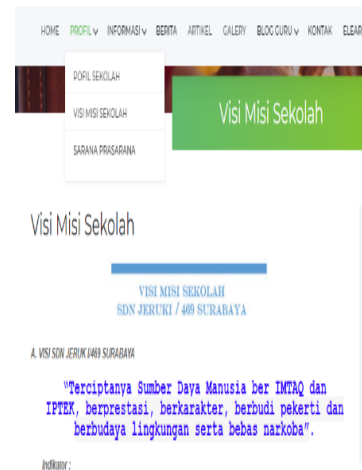 HOME PROFIL INFORMASI BERITA ARTIKEL GALERY BLOG GURU KONTAK ELEAR
POFIL SEKOLAH
VISI MISI SEKOLAH
SARANA PRASARANA
Visi Misi Sekolah
Visi Misi Sekolah
VISI MISI SEKOLAH
SDN JERUKI / 469 SURABAYA
A. VISI SDN JERUK I/469 SURABAYA
"Terciptanya Sumber Daya Manusia ber IMTAQ dan
IPTEK, berprestasi, berkarakter, berbudi pekerti dan
berbudaya lingkungan serta bebas narkoba".
Indikator :